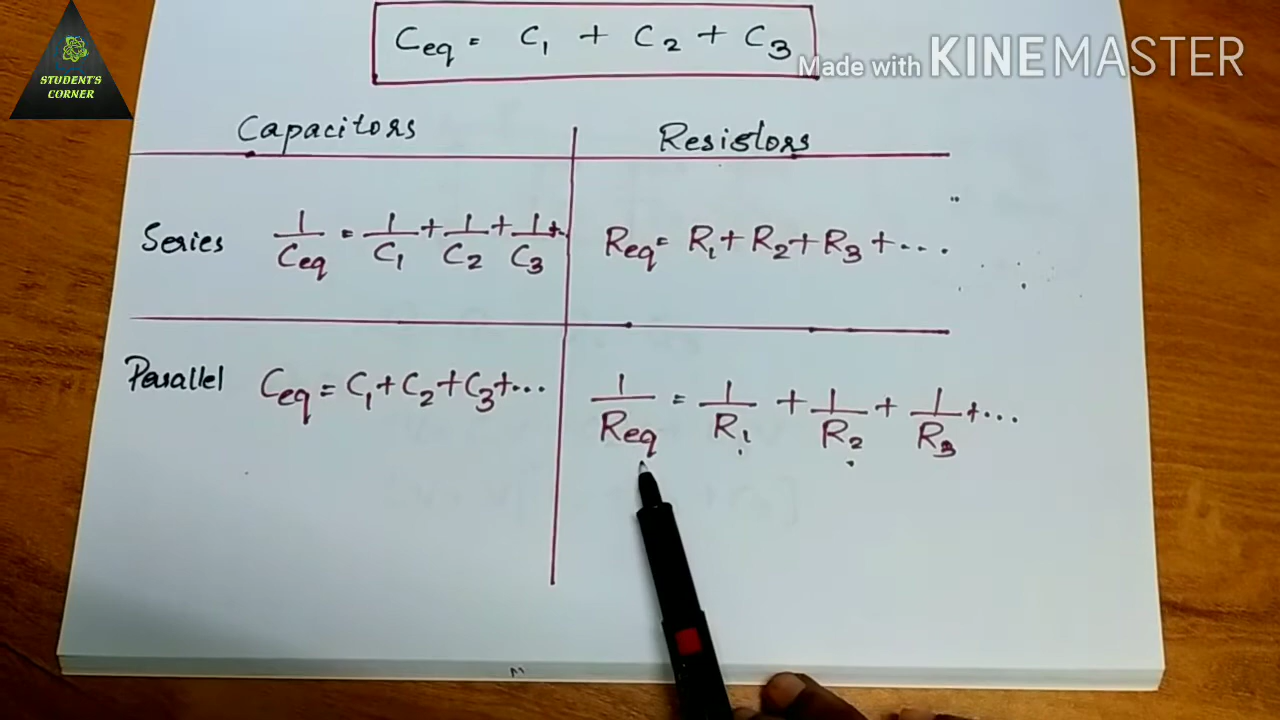 STUDENT'S
CORNER
Ceq = C1 + C2 + C3
Made with KINEMASTER
Capacitors Resistors
Series 1/Ceq = 1/C1 + 1/C2 + 1/C3 + Req = R1 + R2 + R3 + ...
Parallel Ceq = C1 + C2 + C3 + ... 1/Req = 1/R1 + 1/R2 + 1/R3 + ...